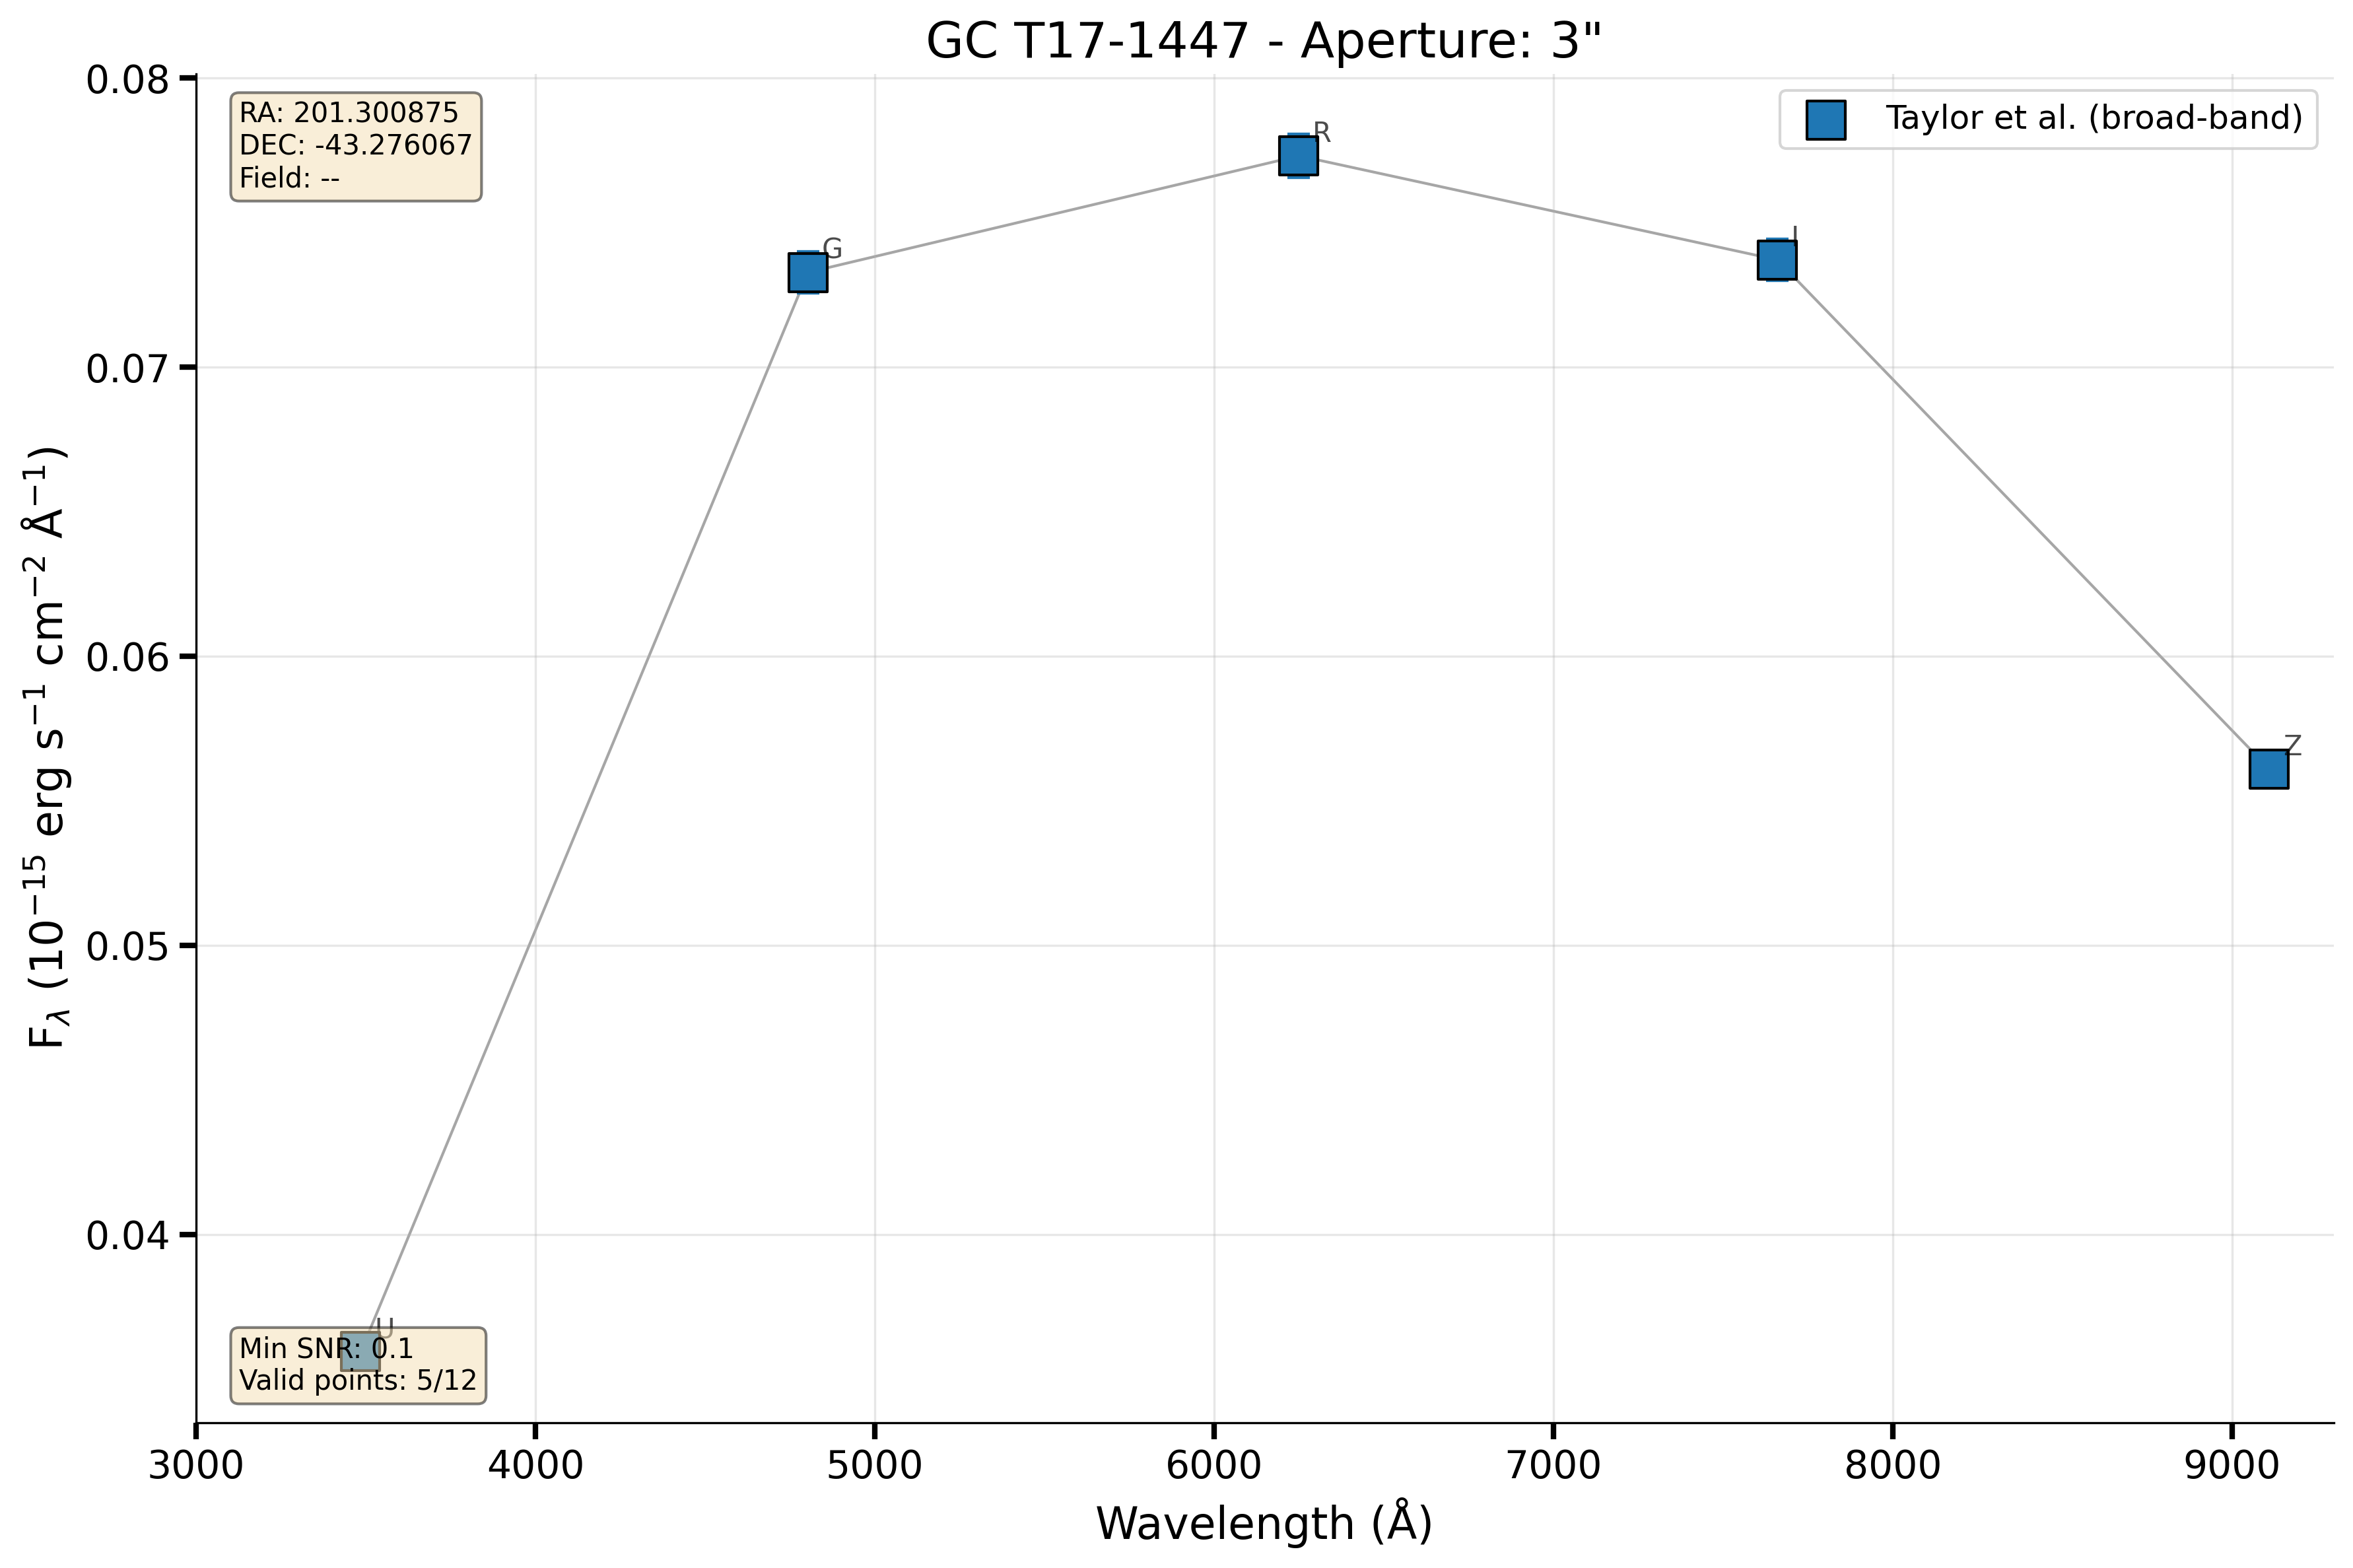 GC T17-1447 - Aperture: 3"
RA: 201.300875
DEC: -43.276067
Field: --
Taylor et al. (broad-band)
R
G
I
Z
U
Min SNR: 0.1
Valid points: 5/12
0.08
0.07
0.06
0.05
0.04
F_λ (10⁻¹⁵ erg s⁻¹ cm⁻² Å⁻¹)
3000 4000 5000 6000 7000 8000 9000
Wavelength (Å)